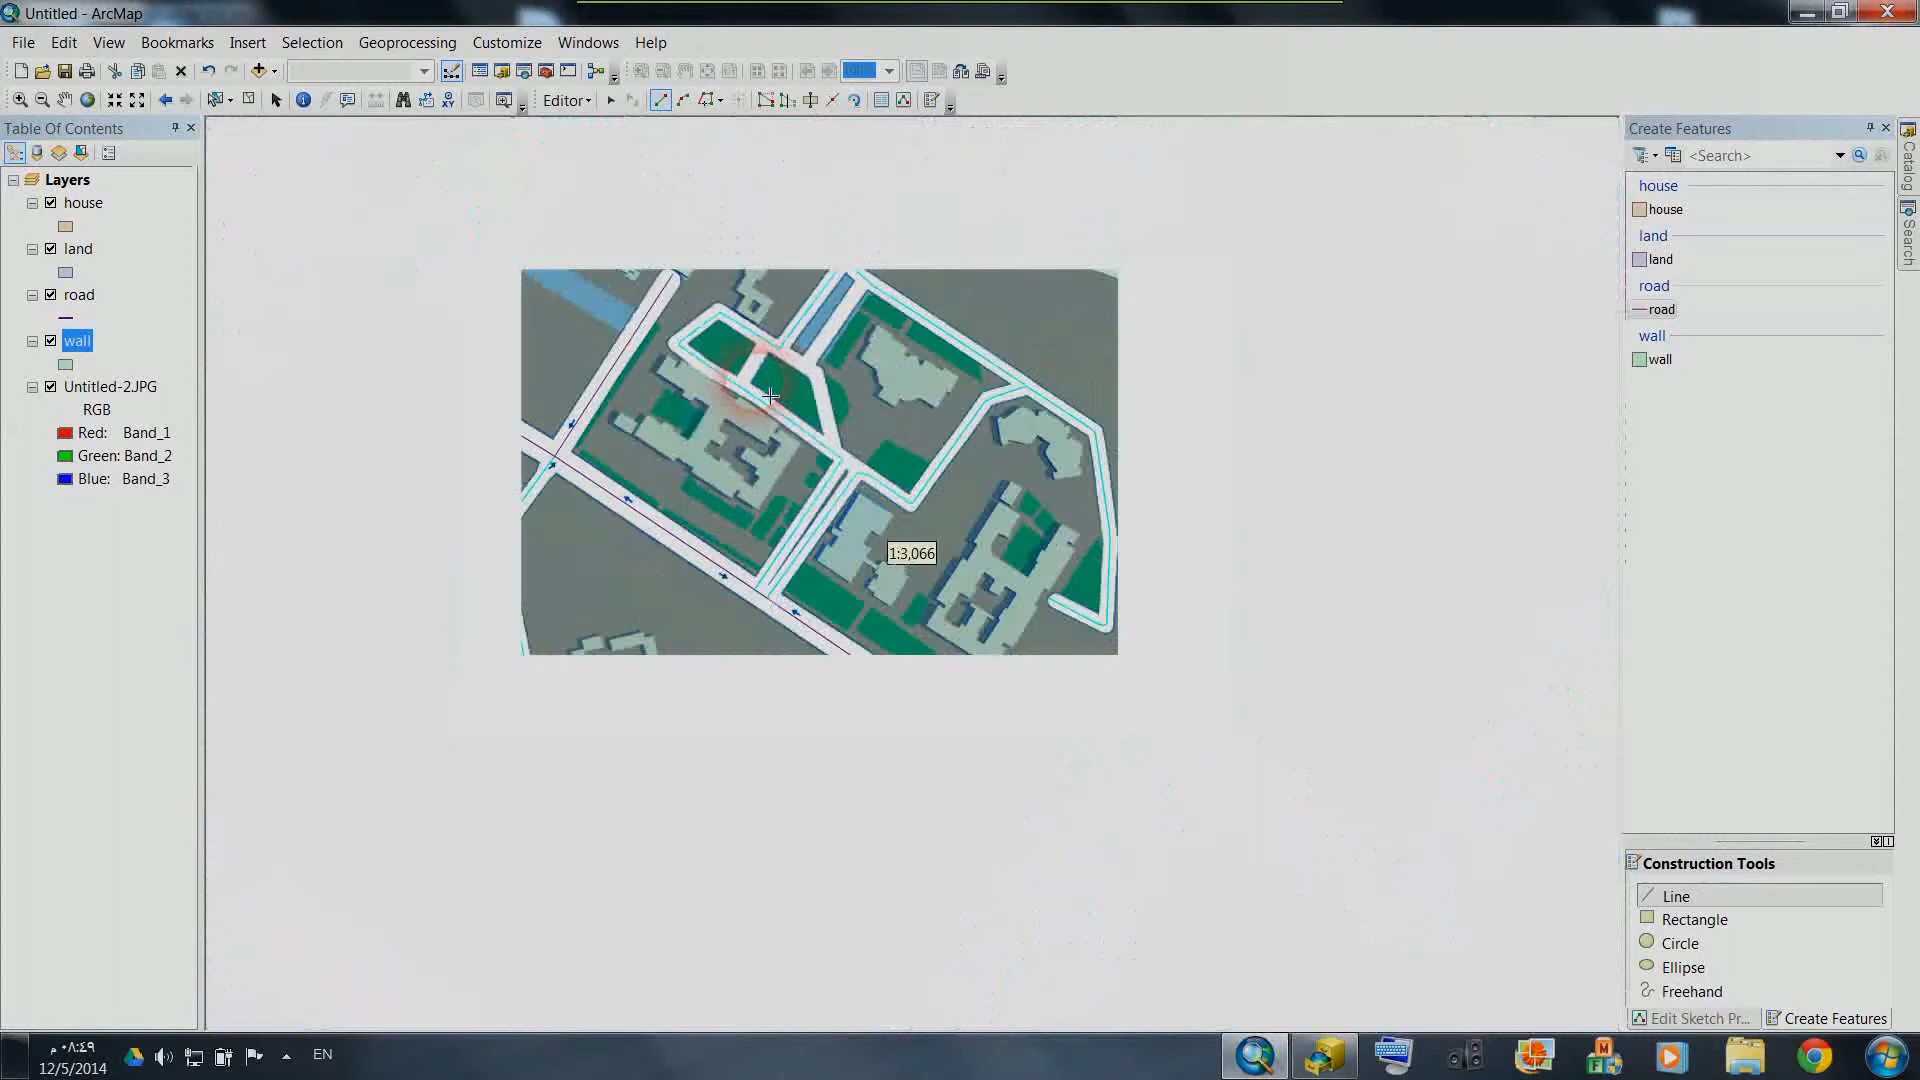 Untitled - ArcMap
File Edit View Bookmarks Insert Selection Geoprocessing Customize Windows Help
100%
Editor
Table Of Contents
Layers
house
land
road
wall
Untitled-2.JPG
RGB
Red: Band_1
Green: Band_2
Blue: Band_3
1:3,066
Create Features
<Search>
house
house
land
land
road
road
wall
wall
Catalog
Search
Construction Tools
Line
Rectangle
Circle
Ellipse
Freehand
Edit Sketch Pr...
Create Features
٠٨:٤٩ م
12/5/2014
EN